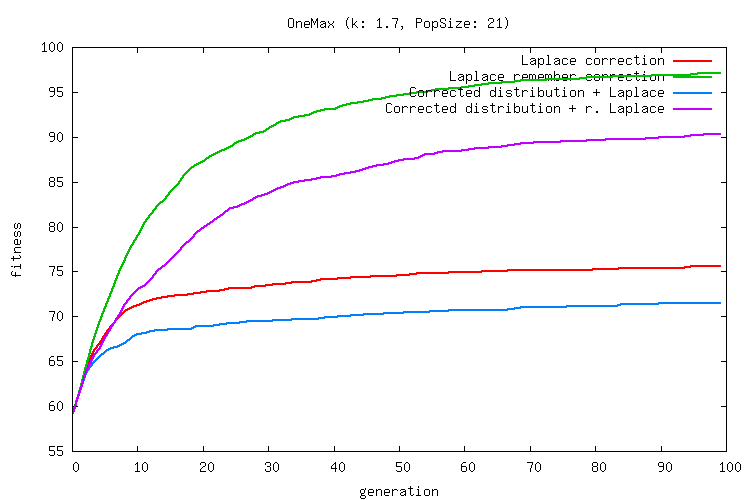 OneMax (k: 1.7, PopSize: 21)
Laplace correction
Laplace remember correction
Corrected distribution + Laplace
Corrected distribution + r. Laplace
100
95
90
85
80
75
70
65
60
55
fitness
0 10 20 30 40 50 60 70 80 90 100
generation